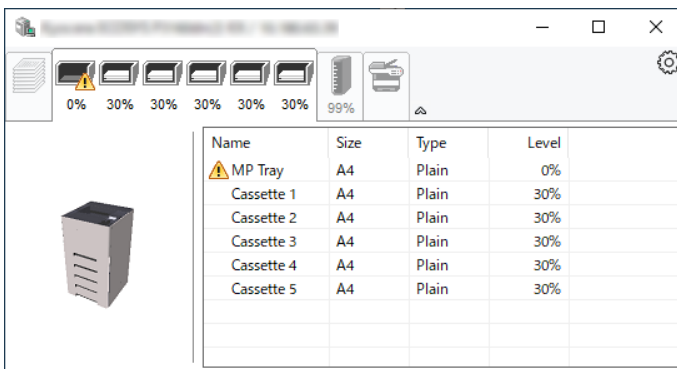 0% 30% 30% 30% 30% 30% 99%
Name Size Type Level
MP Tray A4 Plain 0%
Cassette 1 A4 Plain 30%
Cassette 2 A4 Plain 30%
Cassette 3 A4 Plain 30%
Cassette 4 A4 Plain 30%
Cassette 5 A4 Plain 30%